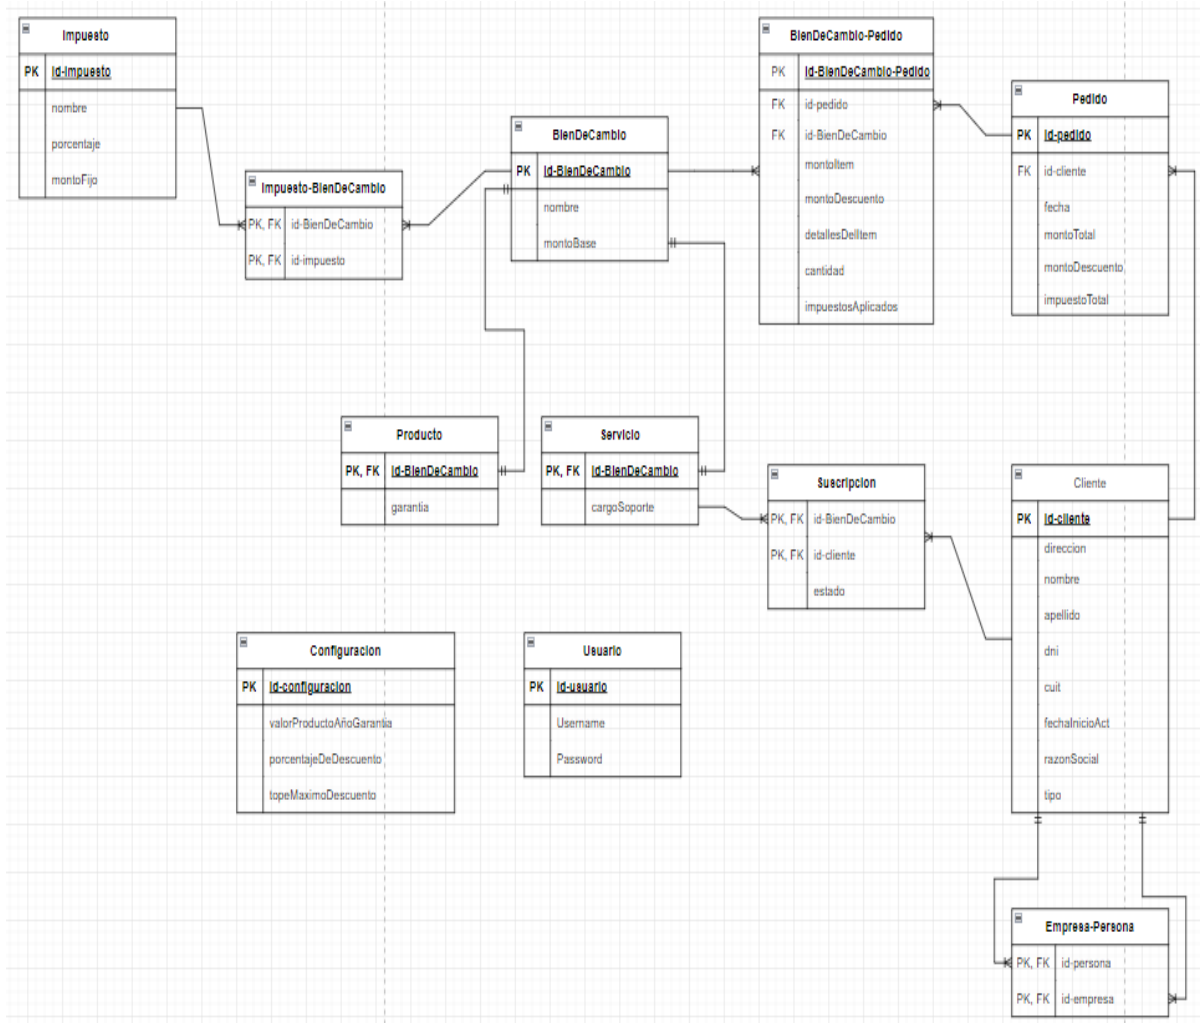 Impuesto
PK id-impuesto
nombre
porcentaje
montoFijo
Impuesto-BienDeCambio
PK, FK id-BienDeCambio
PK, FK id-impuesto
BienDeCambio
PK id-BienDeCambio
nombre
montoBase
BienDeCambio-Pedido
PK id-BienDeCambio-Pedido
FK id-pedido
FK id-BienDeCambio
montoItem
montoDescuento
detallesDelItem
cantidad
impuestosAplicados
Pedido
PK id-pedido
FK id-cliente
fecha
montoTotal
montoDescuento
impuestoTotal
Producto
PK, FK id-BienDeCambio
garantia
Servicio
PK, FK id-BienDeCambio
cargoSoporte
Suscripcion
PK, FK id-BienDeCambio
PK, FK id-cliente
estado
Cliente
PK id-cliente
direccion
nombre
apellido
dni
cuit
fechaInicioAct
razonSocial
tipo
Configuracion
PK id-configuracion
valorProductoAñoGarantia
porcentajeDeDescuento
topeMaximoDescuento
Usuario
PK id-usuario
Username
Password
Empresa-Persona
PK, FK id-persona
PK, FK id-empresa